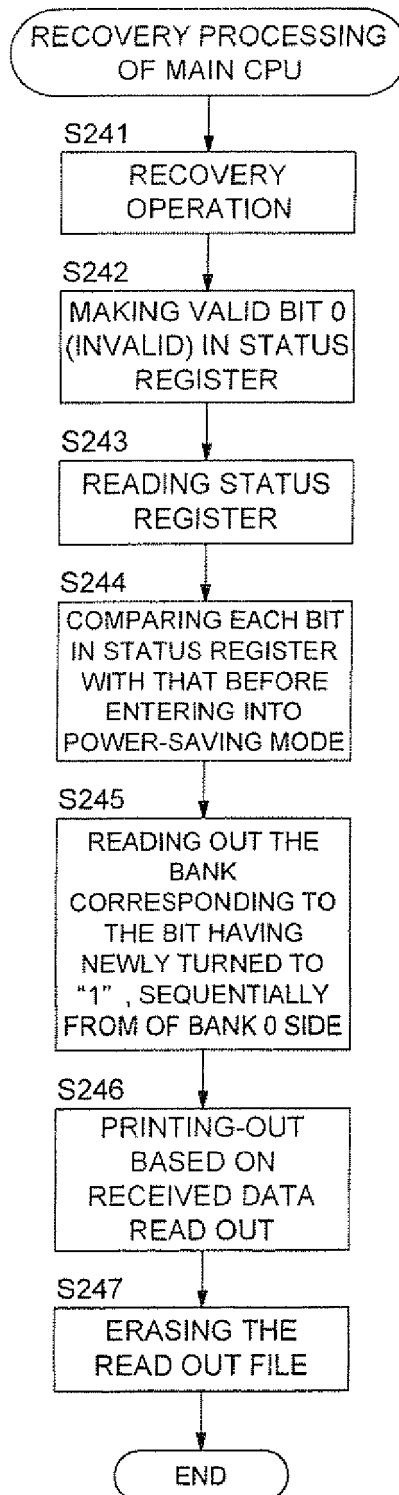 RECOVERY PROCESSING
OF MAIN CPU
S241
RECOVERY
OPERATION
S242
MAKING VALID BIT 0
(INVALID) IN STATUS
REGISTER
S243
READING STATUS
REGISTER
S244
COMPARING EACH BIT
IN STATUS REGISTER
WITH THAT BEFORE
ENTERING INTO
POWER-SAVING MODE
S245
READING OUT THE
BANK
CORRESPONDING TO
THE BIT HAVING
NEWLY TURNED TO
“1” , SEQUENTIALLY
FROM OF BANK 0 SIDE
S246
PRINTING-OUT
BASED ON
RECEIVED DATA
READ OUT
S247
ERASING THE
READ OUT FILE
END